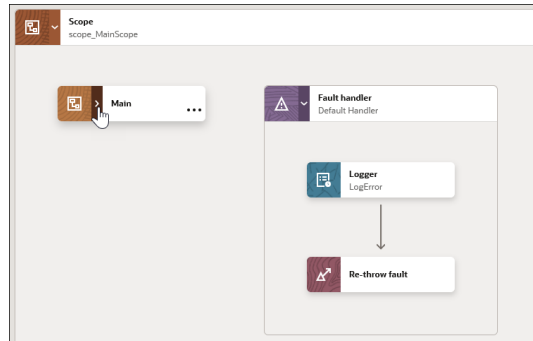 Scope
scope_MainScope
Main
Fault handler
Default Handler
Logger
LogError
Re-throw fault